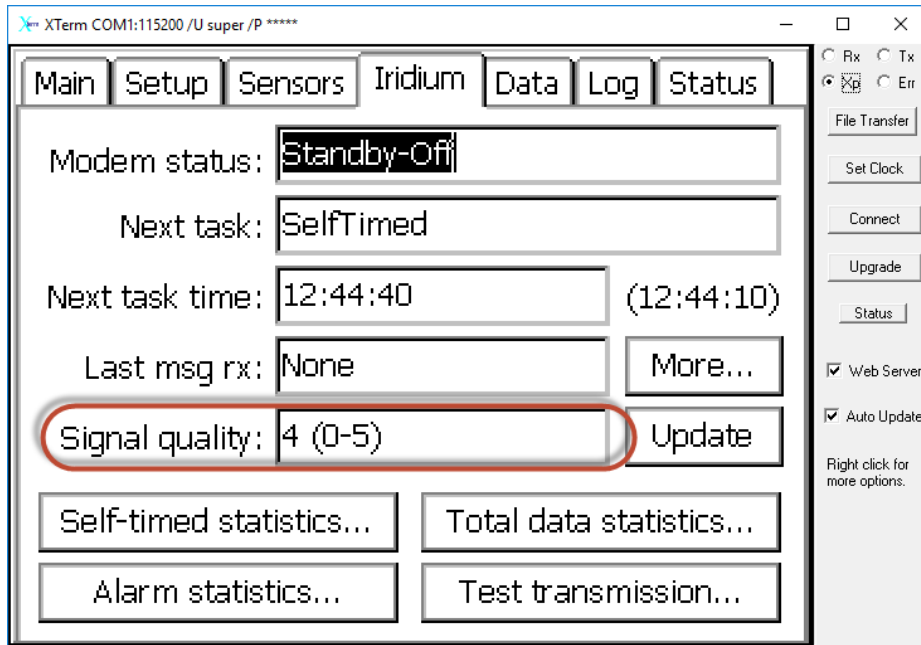 XTerm COM1:115200 /U super /P *****
Main Setup Sensors Iridium Data Log Status
Modem status: Standby-Off
Next task: SelfTimed
Next task time: 12:44:40 (12:44:10)
Last msg rx: None More...
Signal quality: 4 (0-5) Update
Self-timed statistics... Total data statistics...
Alarm statistics... Test transmission...
Rx Tx
Xp Err
File Transfer
Set Clock
Connect
Upgrade
Status
Web Server
Auto Update
Right click for
more options.